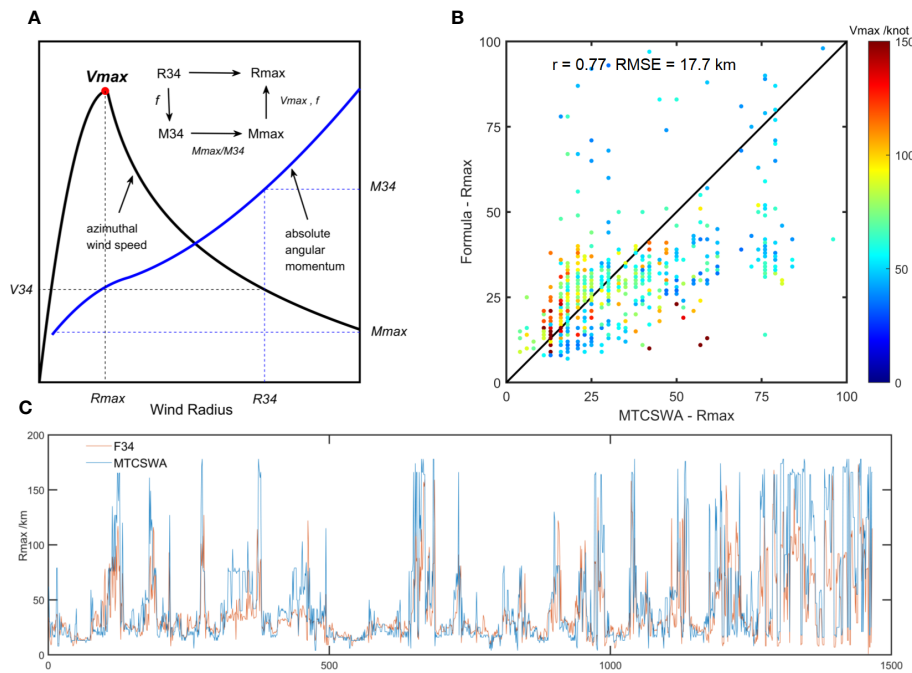 A
Vmax
R34
Rmax
f
Vmax , f
M34
Mmax
Mmax/M34
azimuthal
wind speed
absolute
angular
momentum
M34
V34
Mmax
Rmax
Wind Radius
R34
B
Vmax /knot
r = 0.77 RMSE = 17.7 km
100
75
50
25
0
Formula - Rmax
0
25
50
75
100
MTCSWA - Rmax
150
100
50
0
C
F34
MTCSWA
200
150
100
50
0
Rmax /km
0
500
1000
1500